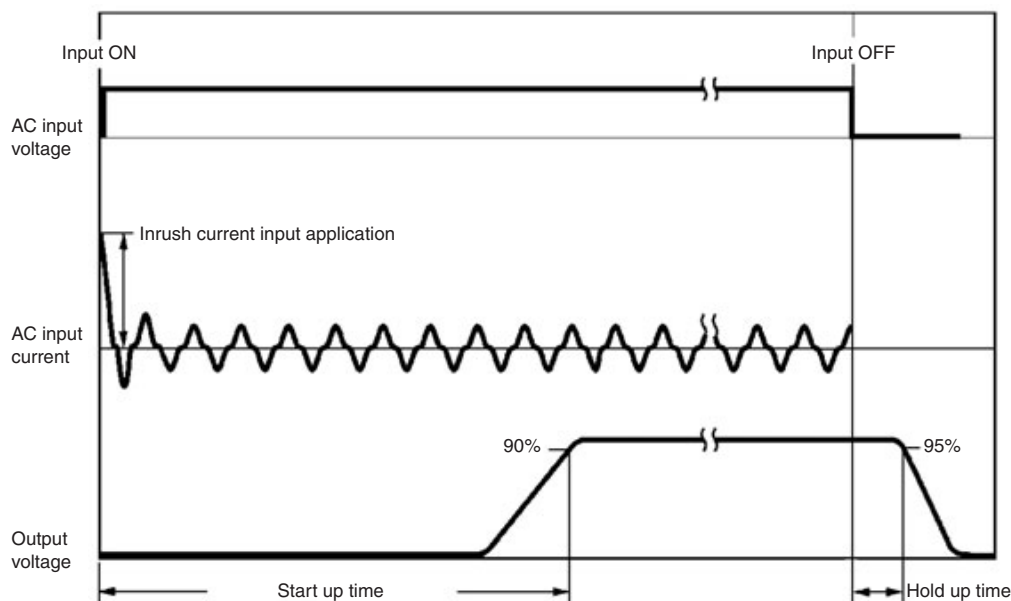 Input ON
Input OFF
AC input
voltage
Inrush current input application
AC input
current
90%
95%
Output
voltage
Start up time
Hold up time